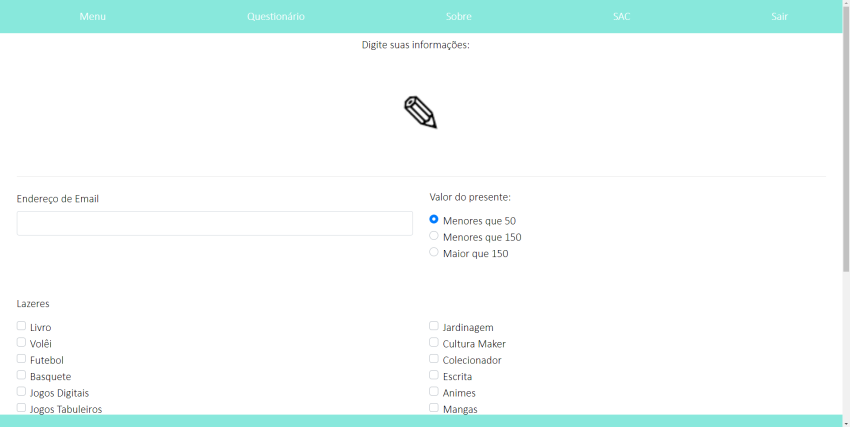 Menu Questionário Sobre SAC Sair
Digite suas informações:
Endereço de Email
Valor do presente:
Menores que 50
Menores que 150
Maior que 150
Lazeres
Livro
Volêi
Futebol
Basquete
Jogos Digitais
Jogos Tabuleiros
Jardinagem
Cultura Maker
Colecionador
Escrita
Animes
Mangas